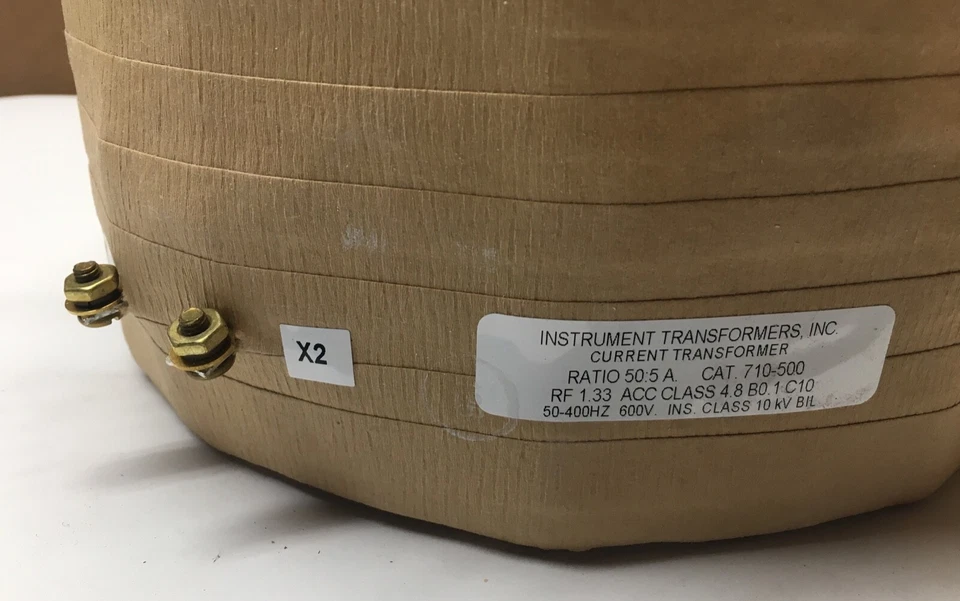 X2
INSTRUMENT TRANSFORMERS, INC.
CURRENT TRANSFORMER
RATIO 50:5 A. CAT. 710-500
RF 1.33 ACC CLASS 4.8 B0.1 C10
50-400HZ 600V. INS. CLASS 10 kV BIL